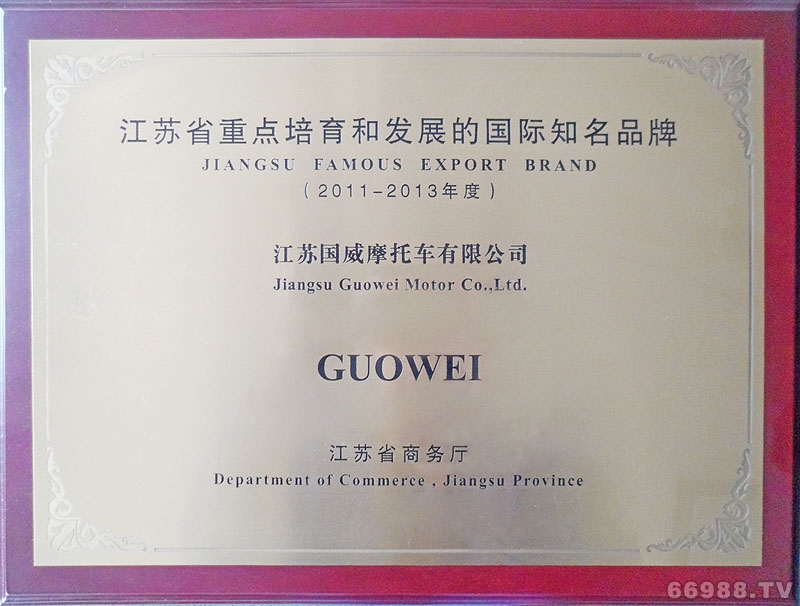 江苏省重点培育和发展的国际知名品牌
JIANGSU FAMOUS EXPORT BRAND
（2011-2013年度）
江苏国威摩托车有限公司
Jiangsu Guowei Motor Co.,Ltd.
GUOWEI
江苏省商务厅
Department of Commerce , Jiangsu Province
66988.TV